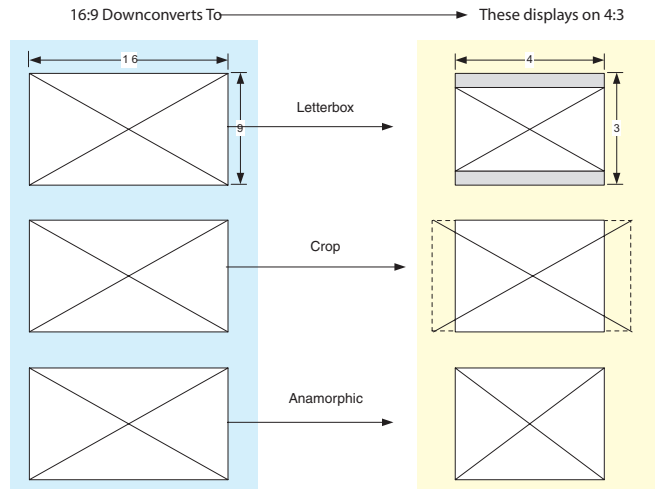 16:9 Downconverts To
These displays on 4:3
16
4
Letterbox
9
3
Crop
Anamorphic